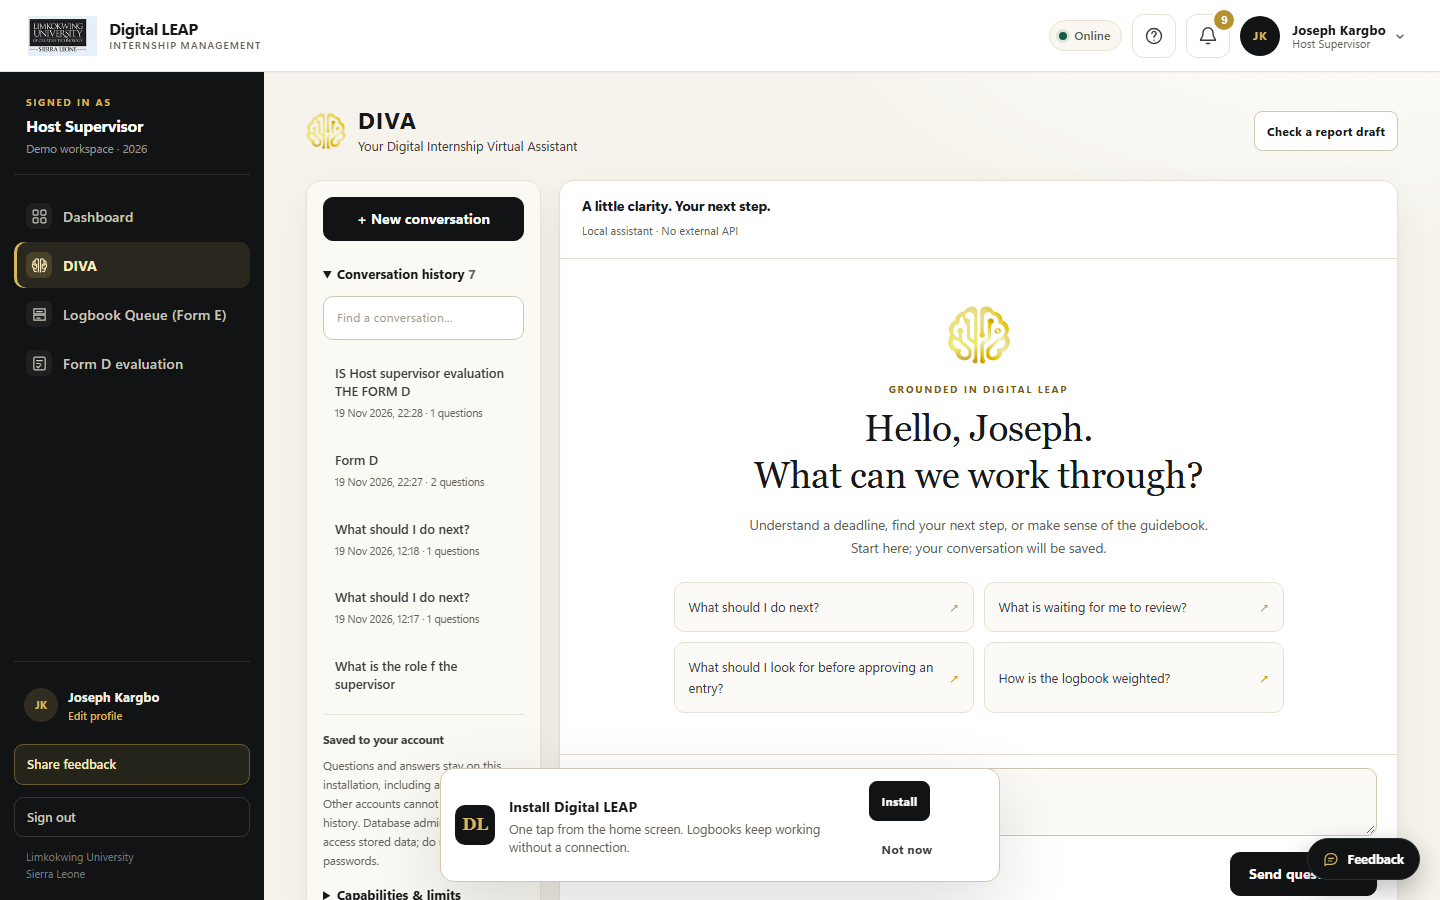 LIMKOKWING
UNIVERSITY
OF CREATIVE TECHNOLOGY
SIERRA LEONE
Digital LEAP
INTERNSHIP MANAGEMENT
Online
9
JK
Joseph Kargbo
Host Supervisor
SIGNED IN AS
Host Supervisor
Demo workspace · 2026
Dashboard
DIVA
Logbook Queue (Form E)
Form D evaluation
JK
Joseph Kargbo
Edit profile
Share feedback
Sign out
Limkokwing University
Sierra Leone
DIVA
Your Digital Internship Virtual Assistant
Check a report draft
+ New conversation
▼ Conversation history 7
Find a conversation...
IS Host supervisor evaluation
THE FORM D
19 Nov 2026, 22:28 · 1 questions
Form D
19 Nov 2026, 22:27 · 2 questions
What should I do next?
19 Nov 2026, 12:18 · 1 questions
What should I do next?
19 Nov 2026, 12:17 · 1 questions
What is the role f the
supervisor
Saved to your account
Questions and answers stay on this
installation, including a
Other accounts cannot
history. Database admi
access stored data; do
passwords.
▶ Capabilities & limits
A little clarity. Your next step.
Local assistant · No external API
GROUNDED IN DIGITAL LEAP
Hello, Joseph.
What can we work through?
Understand a deadline, find your next step, or make sense of the guidebook.
Start here; your conversation will be saved.
What should I do next? ↗
What is waiting for me to review? ↗
What should I look for before approving an
entry? ↗
How is the logbook weighted? ↗
DL
Install Digital LEAP
One tap from the home screen. Logbooks keep working
without a connection.
Install
Not now
Send ques
Feedback